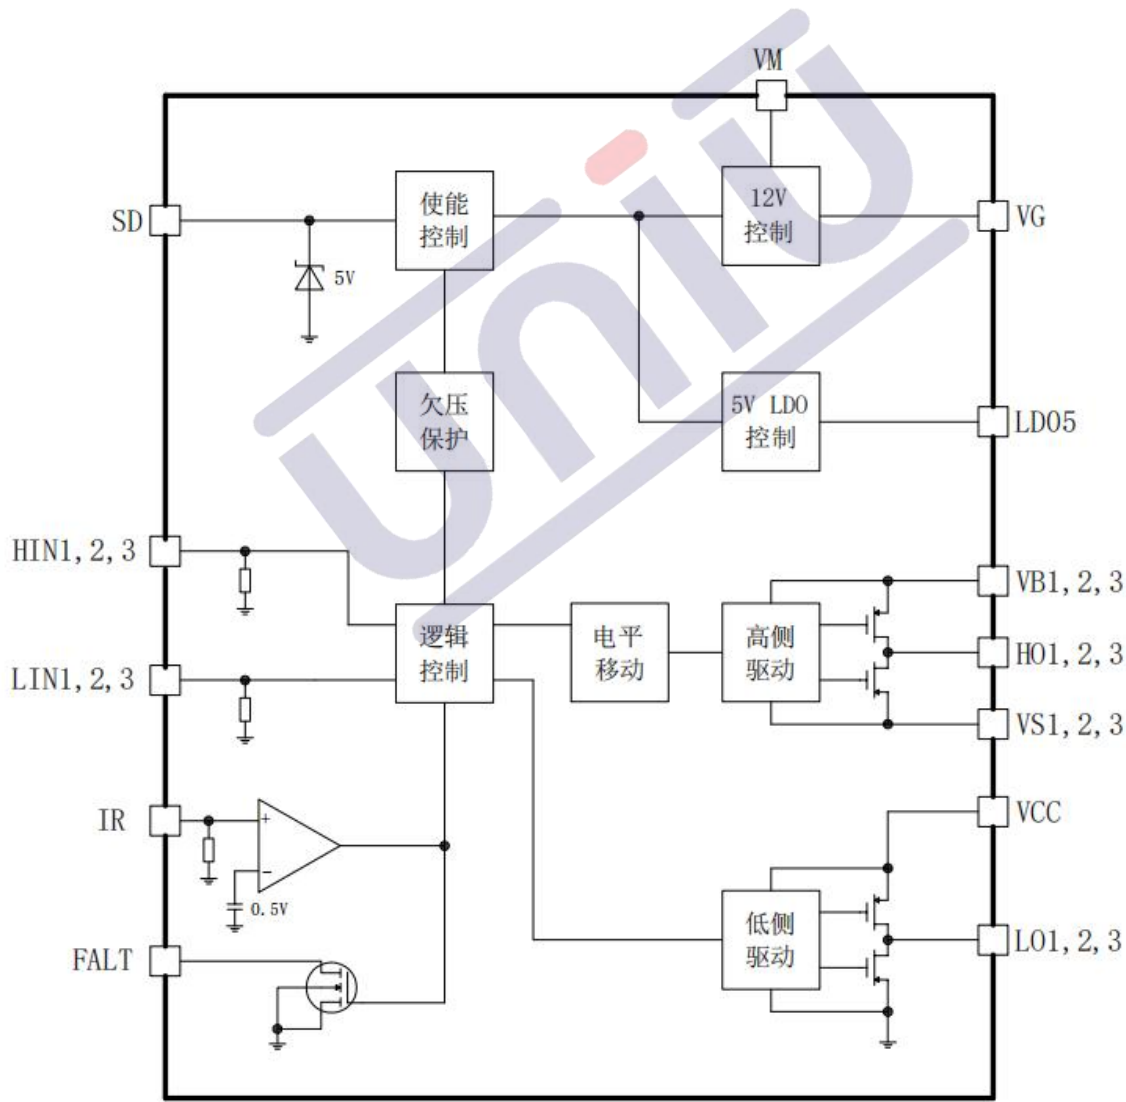 VM
SD
使能
控制
12V
控制
VG
5V
欠压
保护
5V LDO
控制
LDO5
HIN1,2,3
VB1,2,3
逻辑
控制
电平
移动
高侧
驱动
HO1,2,3
LIN1,2,3
VS1,2,3
IR
+
−
0.5V
VCC
FALT
低侧
驱动
LO1,2,3
uniu